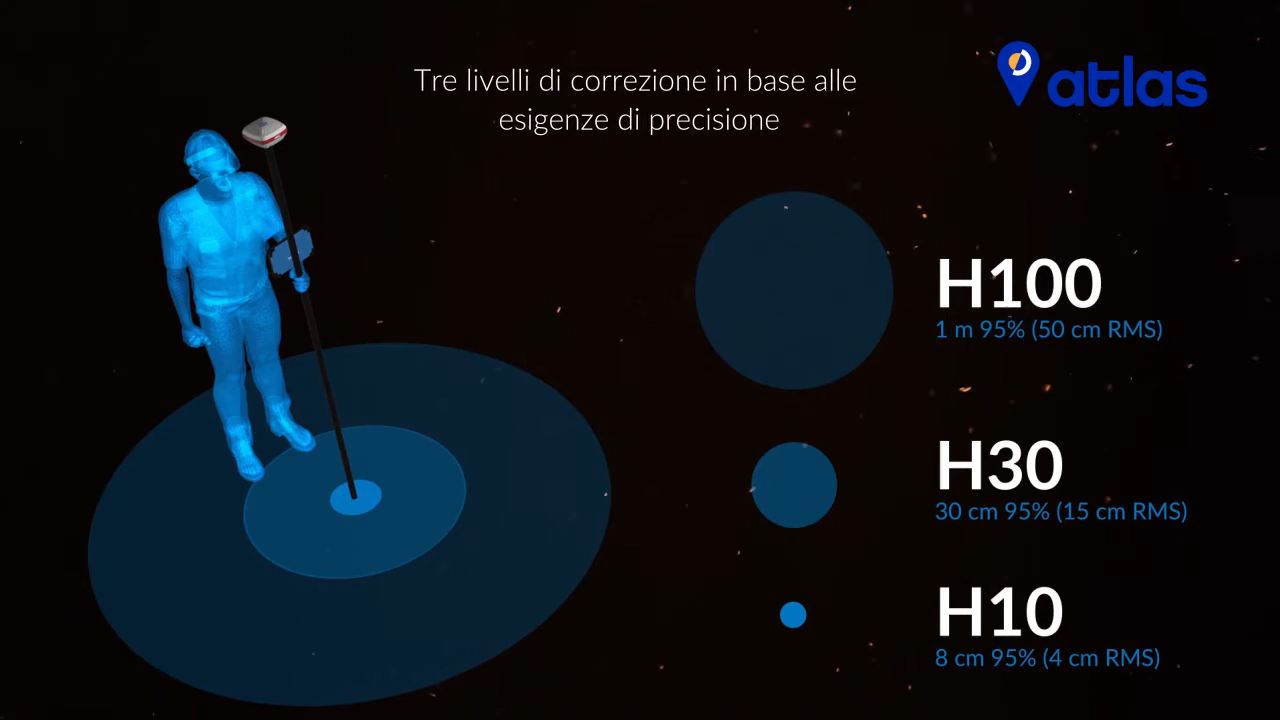 Tre livelli di correzione in base alle
esigenze di precisione
atlas
H100
1 m 95% (50 cm RMS)
H30
30 cm 95% (15 cm RMS)
H10
8 cm 95% (4 cm RMS)